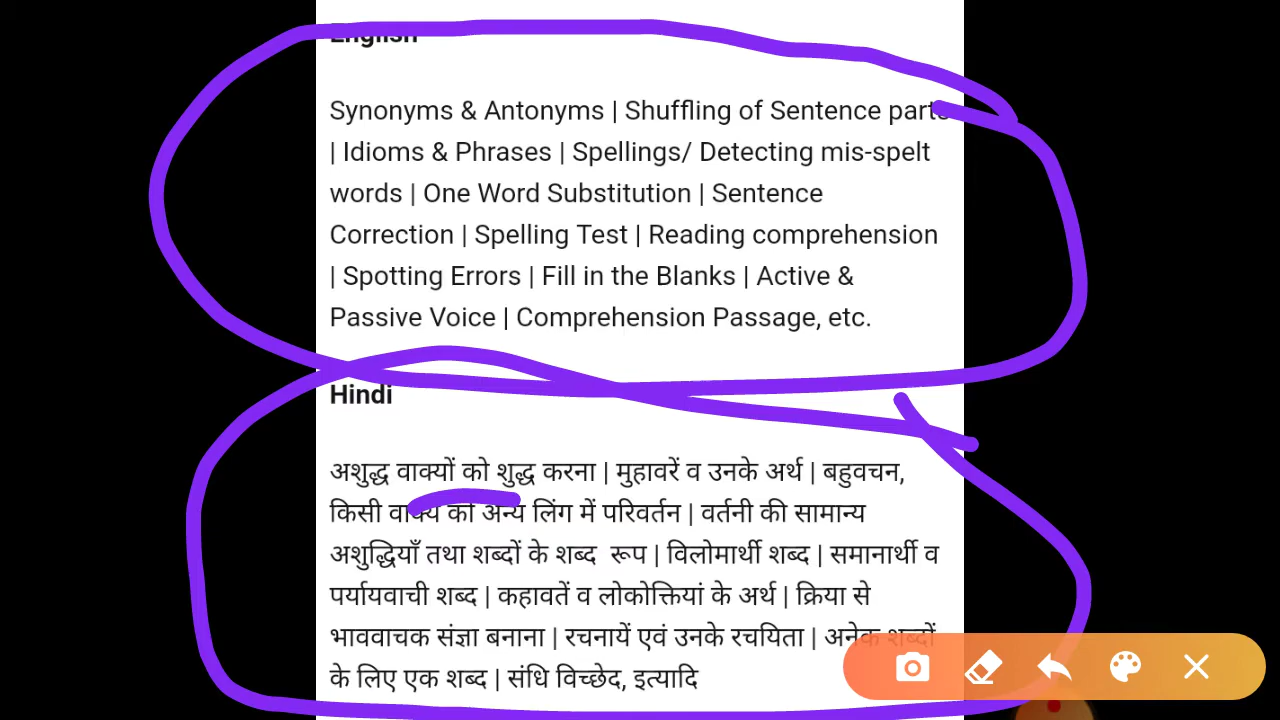 English
Synonyms & Antonyms | Shuffling of Sentence parts
| Idioms & Phrases | Spellings/ Detecting mis-spelt
words | One Word Substitution | Sentence
Correction | Spelling Test | Reading comprehension
| Spotting Errors | Fill in the Blanks | Active &
Passive Voice | Comprehension Passage, etc.
Hindi
अशुद्ध वाक्यों को शुद्ध करना | मुहावरें व उनके अर्थ | बहुवचन,
किसी वाक्य को अन्य लिंग में परिवर्तन | वर्तनी की सामान्य
अशुद्धियाँ तथा शब्दों के शब्द रूप | विलोमार्थी शब्द | समानार्थी व
पर्यायवाची शब्द | कहावतें व लोकोक्तियां के अर्थ | क्रिया से
भाववाचक संज्ञा बनाना | रचनायें एवं उनके रचयिता | अनेक शब्दों
के लिए एक शब्द | संधि विच्छेद, इत्यादि